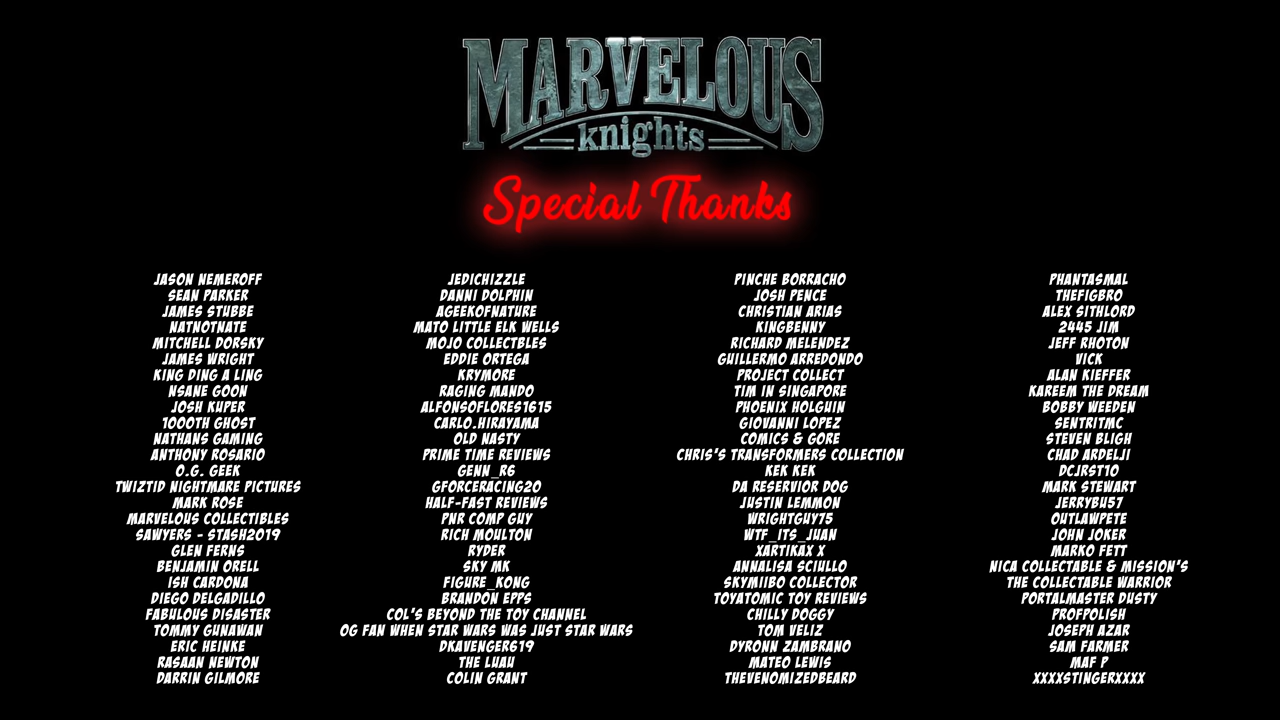 MARVELOUS
knights
Special Thanks
JASON NEMEROFF
SEAN PARKER
JAMES STUBBE
NATNOTNATE
MITCHELL DORSKY
JAMES WRIGHT
KING DING A LING
NSANE GOON
JOSH KUPER
1000TH GHOST
NATHANS GAMING
ANTHONY ROSARIO
O.G. GEEK
TWIZTID NIGHTMARE PICTURES
MARK ROSE
MARVELOUS COLLECTIBLES
SAWYERS - STASH2019
GLEN FERNS
BENJAMIN ORELL
ISH CARDONA
DIEGO DELGADILLO
FABULOUS DISASTER
TOMMY GUNAWAN
ERIC HEINKE
RASAAN NEWTON
DARRIN GILMORE
JEDICHIZZLE
DANNI DOLPHIN
AGEEKOFNATURE
MATO LITTLE ELK WELLS
MOJO COLLECTBLES
EDDIE ORTEGA
KRYMORE
RAGING MANDO
ALFONSOFLORES1615
CARLO.HIRAYAMA
OLD NASTY
PRIME TIME REVIEWS
GENN_R6
GFORCERACING20
HALF-FAST REVIEWS
PNR COMP GUY
RICH MOULTON
RYDER
SKY MK
FIGURE_KONG
BRANDON EPPS
COL'S BEYOND THE TOY CHANNEL
OG FAN WHEN STAR WARS WAS JUST STAR WARS
DKAVENGER619
THE LUAU
COLIN GRANT
PINCHE BORRACHO
JOSH PENCE
CHRISTIAN ARIAS
KINGBENNY
RICHARD MELENDEZ
GUILLERMO ARREDONDO
PROJECT COLLECT
TIM IN SINGAPORE
PHOENIX HOLGUIN
GIOVANNI LOPEZ
COMICS & GORE
CHRIS'S TRANSFORMERS COLLECTION
KEK KEK
DA RESERVIOR DOG
JUSTIN LEMMON
WRIGHTGUY75
WTF_ITS_JUAN
XARTIKAX X
ANNALISA SCIULLO
SKYMIIBO COLLECTOR
TOYATOMIC TOY REVIEWS
CHILLY DOGGY
TOM VELIZ
DYRONN ZAMBRANO
MATEO LEWIS
THEVENOMIZEDBEARD
PHANTASMAL
THEFIGBRO
ALEX SITHLORD
2445 JIM
JEFF RHOTON
VICK
ALAN KIEFFER
KAREEM THE DREAM
BOBBY WEEDEN
SENTRITMC
STEVEN BLIGH
CHAD ARDELJI
DCJRST10
MARK STEWART
JERRYBU57
OUTLAWPETE
JOHN JOKER
MARKO FETT
NICA COLLECTABLE & MISSION'S
THE COLLECTABLE WARRIOR
PORTALMASTER DUSTY
PROFPOLISH
JOSEPH AZAR
SAM FARMER
MAF P
XXXXSTINGERXXXX